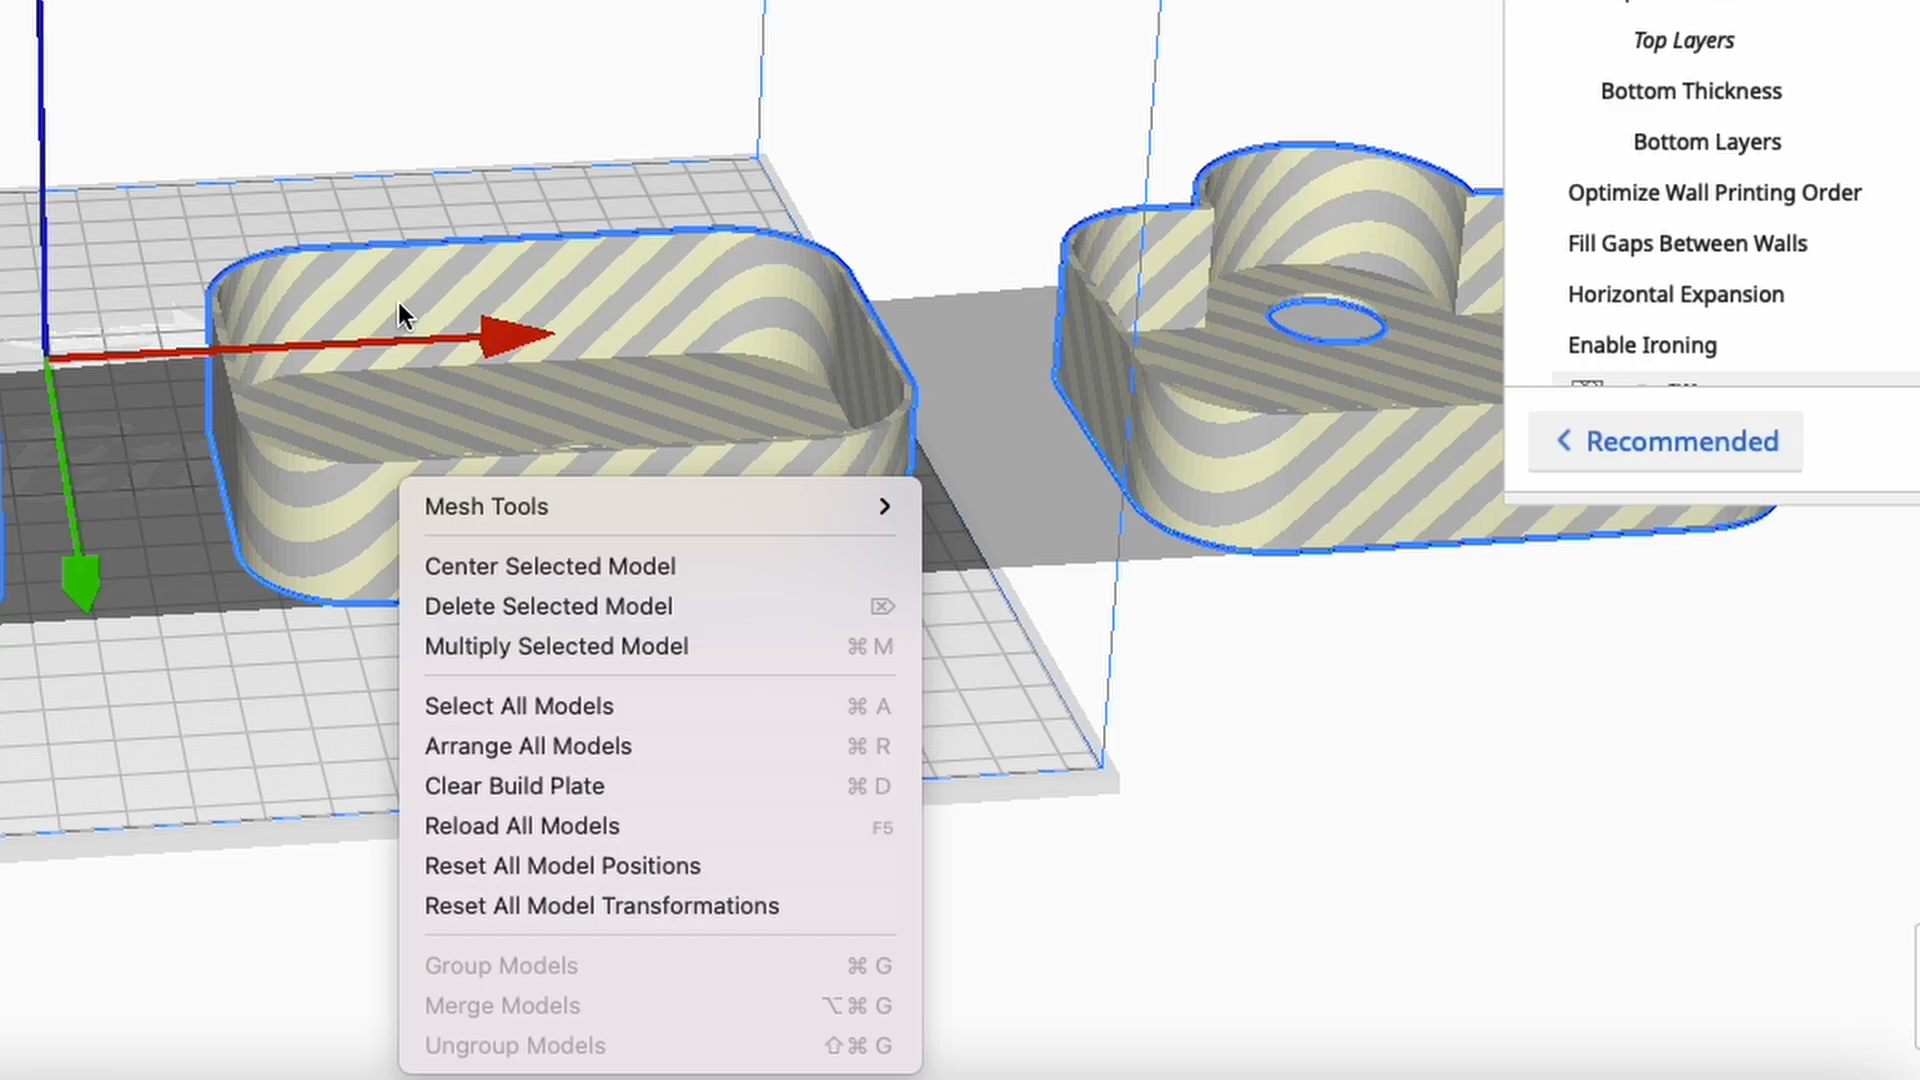 Top Layers
Bottom Thickness
Bottom Layers
Optimize Wall Printing Order
Fill Gaps Between Walls
Horizontal Expansion
Enable Ironing
Recommended
Mesh Tools
Center Selected Model
Delete Selected Model
Multiply Selected Model ⌘ M
Select All Models ⌘ A
Arrange All Models ⌘ R
Clear Build Plate ⌘ D
Reload All Models F5
Reset All Model Positions
Reset All Model Transformations
Group Models ⌘ G
Merge Models ⌥⌘ G
Ungroup Models ⇧⌘ G